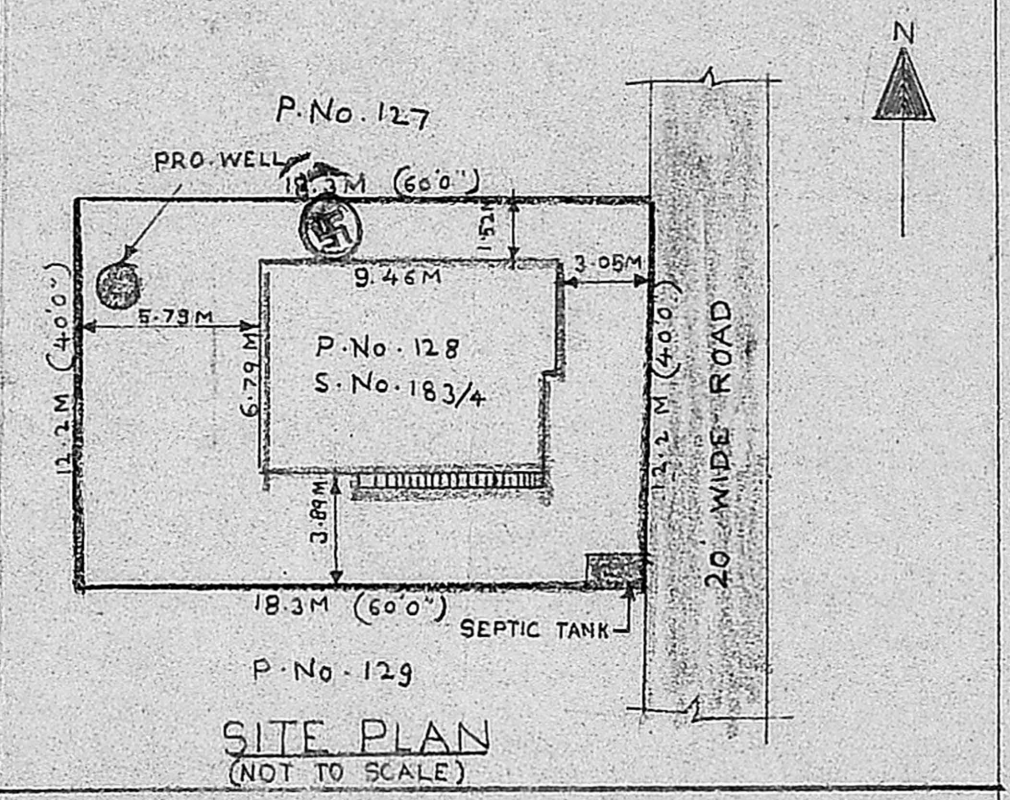 N
P.No.127
PRO.WELL
18.3M (60'0")
1.52M
9.46M
3.05M
5.79M
P.No.128
S.No.183/4
6.79M
12.2M (40'0")
12.2 M (40'0")
20' WIDE ROAD
3.89M
18.3M (60'0")
SEPTIC TANK
P.No.129
SITE PLAN
(NOT TO SCALE)